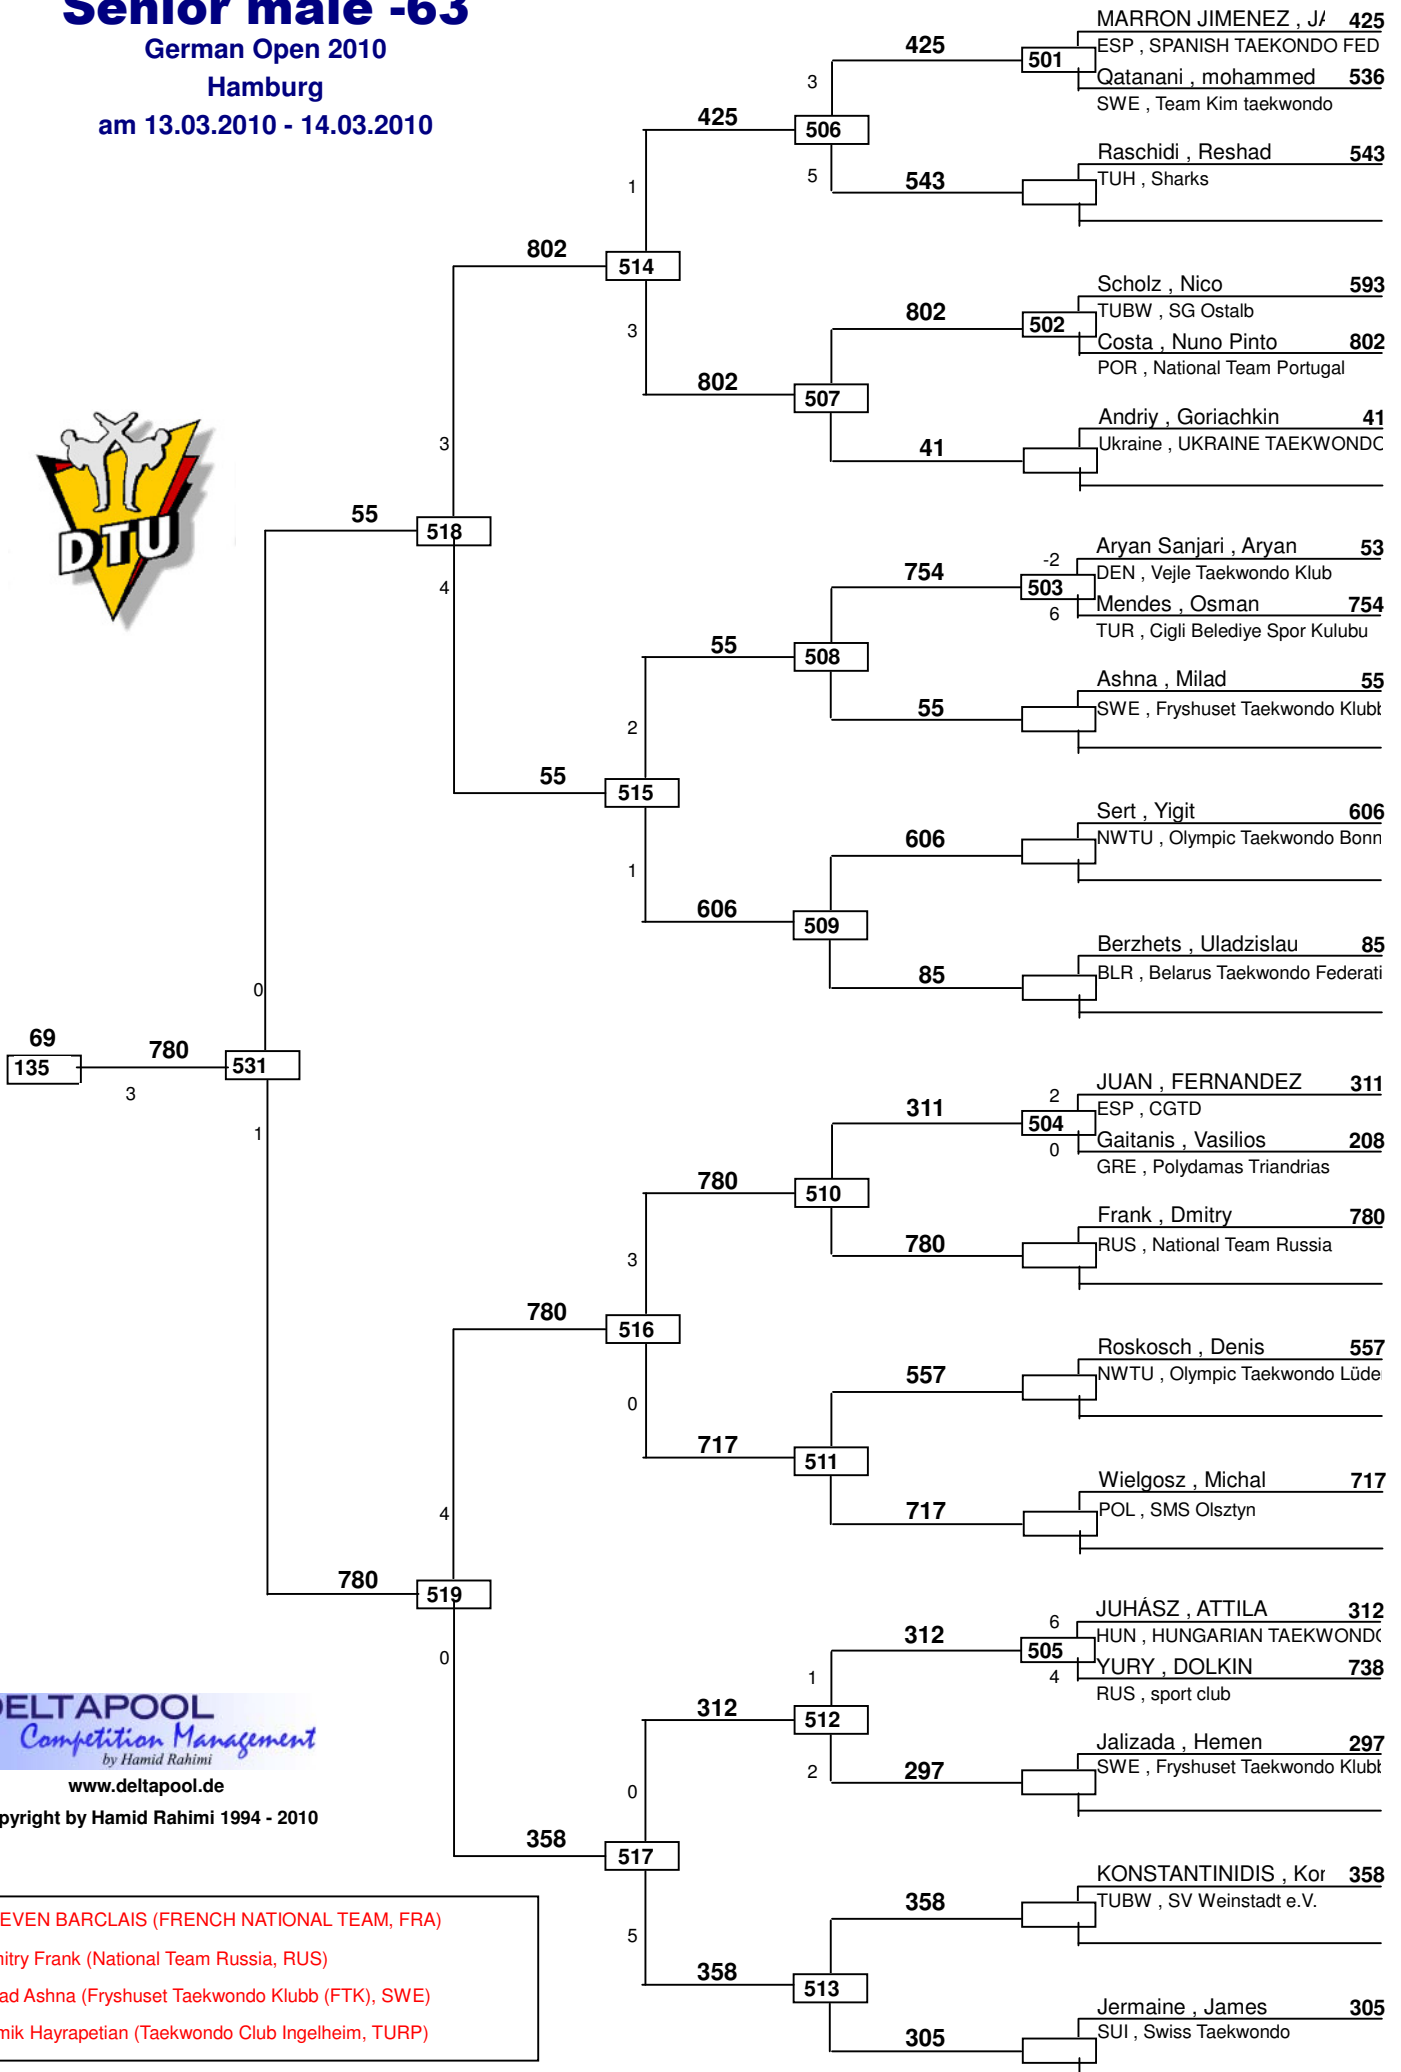 Senior male -63
German Open 2010
Hamburg
am 13.03.2010 - 14.03.2010
MARRON JIMENEZ , JA 425
425
501
ESP , SPANISH TAEKONDO FED
Qatanani , mohammed 536
SWE , Team Kim taekwondo
3
425
506
5
543
Raschidi , Reshad 543
TUH , Sharks
1
802
514
3
Scholz , Nico 593
802
502
TUBW , SG Ostalb
Costa , Nuno Pinto 802
POR , National Team Portugal
802
507
41
Andriy , Goriachkin 41
Ukraine , UKRAINE TAEKWONDO
DTU
3
55
518
4
Aryan Sanjari , Aryan 53
-2
754
503
6
DEN , Vejle Taekwondo Klub
Mendes , Osman 754
TUR , Cigli Belediye Spor Kulubu
55
508
55
Ashna , Milad 55
SWE , Fryshuset Taekwondo Klubb
2
55
515
1
Sert , Yigit 606
606
NWTU , Olympic Taekwondo Bonn
606
509
85
Berzhets , Uladzislau 85
BLR , Belarus Taekwondo Federati
0
69
135
780
3
531
1
JUAN , FERNANDEZ 311
2
311
504
0
ESP , CGTD
Gaitanis , Vasilios 208
GRE , Polydamas Triandrias
780
510
780
Frank , Dmitry 780
RUS , National Team Russia
3
780
516
0
Roskosch , Denis 557
557
NWTU , Olympic Taekwondo Lüde
717
511
717
Wielgosz , Michal 717
POL , SMS Olsztyn
4
780
519
0
JUHÁSZ , ATTILA 312
6
312
505
4
HUN , HUNGARIAN TAEKWONDO
YURY , DOLKIN 738
RUS , sport club
1
312
512
2
297
Jalizada , Hemen 297
SWE , Fryshuset Taekwondo Klubb
DELTAPOOL
Competition Management
by Hamid Rahimi
www.deltapool.de
pyright by Hamid Rahimi 1994 - 2010
0
358
517
5
KONSTANTINIDIS , Kor 358
358
TUBW , SV Weinstadt e.V.
358
513
305
Jermaine , James 305
SUI , Swiss Taekwondo
EVEN BARCLAIS (FRENCH NATIONAL TEAM, FRA)
nitry Frank (National Team Russia, RUS)
ad Ashna (Fryshuset Taekwondo Klubb (FTK), SWE)
mik Hayrapetian (Taekwondo Club Ingelheim, TURP)